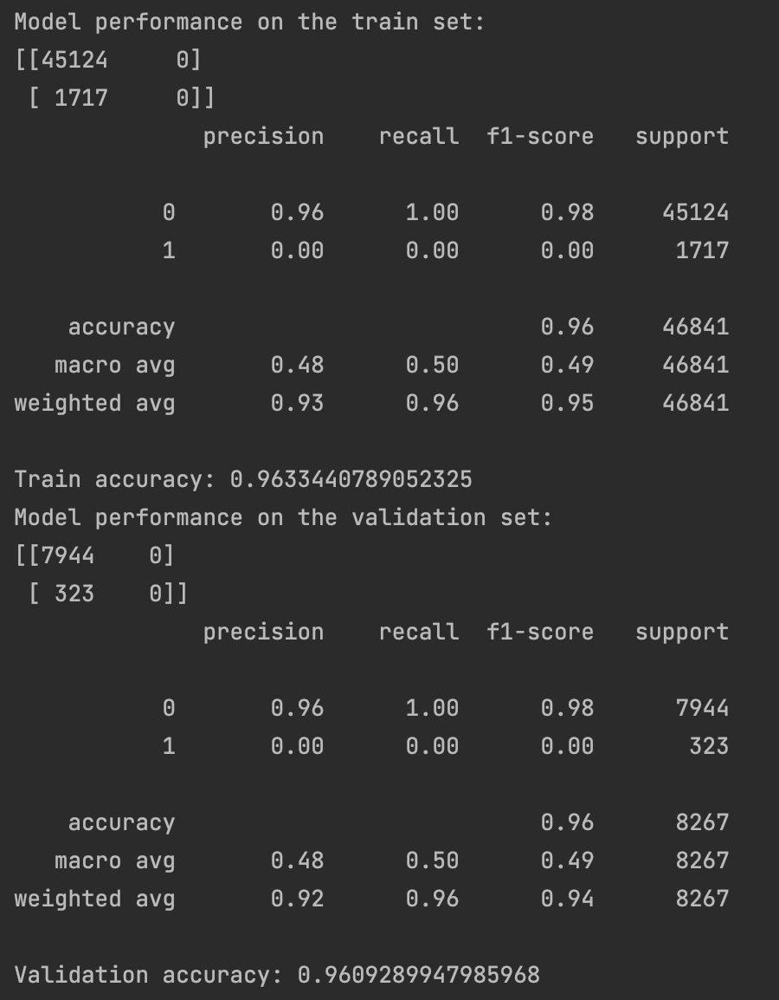 Model performance on the train set:
[[45124     0]
 [ 1717     0]]
              precision    recall  f1-score   support

           0       0.96      1.00      0.98     45124
           1       0.00      0.00      0.00      1717

    accuracy                           0.96     46841
   macro avg       0.48      0.50      0.49     46841
weighted avg       0.93      0.96      0.95     46841

Train accuracy: 0.9633440789052325
Model performance on the validation set:
[[7944    0]
 [ 323    0]]
              precision    recall  f1-score   support

           0       0.96      1.00      0.98      7944
           1       0.00      0.00      0.00       323

    accuracy                           0.96      8267
   macro avg       0.48      0.50      0.49      8267
weighted avg       0.92      0.96      0.94      8267

Validation accuracy: 0.9609289947985968